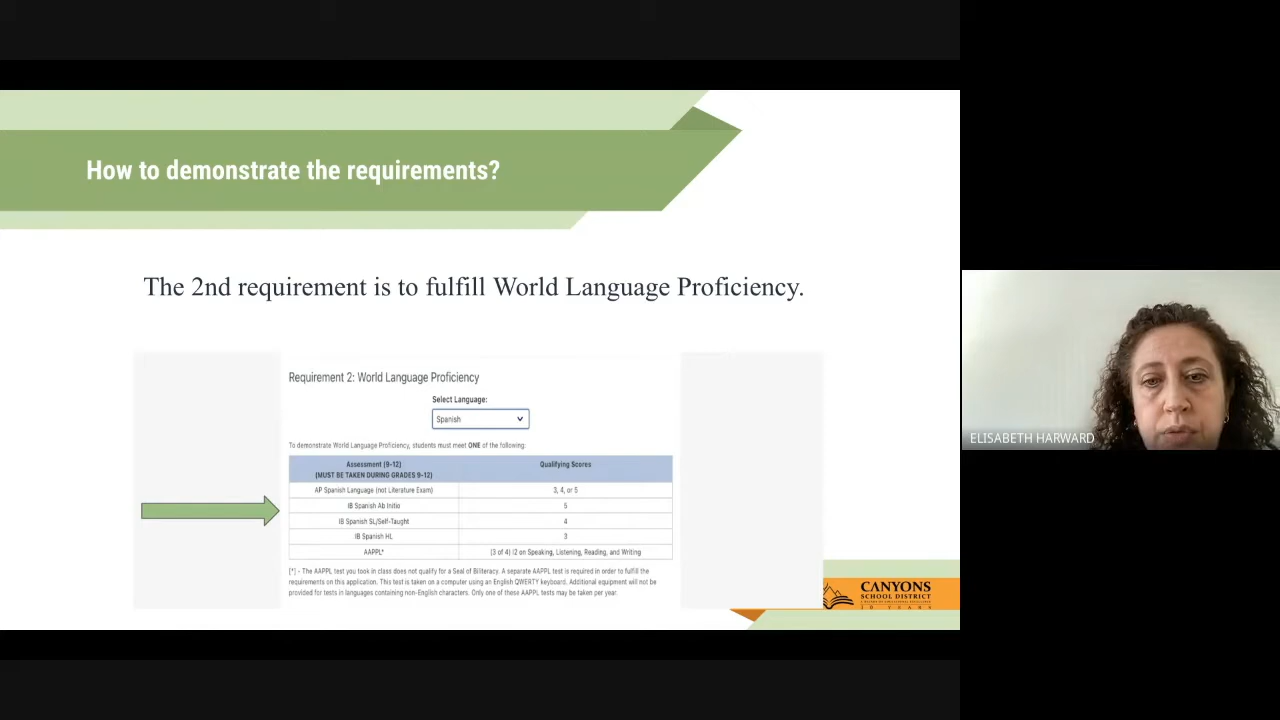 How to demonstrate the requirements?
The 2nd requirement is to fulfill World Language Proficiency.
Requirement 2: World Language Proficiency
Select Language:
Spanish
To demonstrate World Language Proficiency, students must meet ONE of the following:
Assessment (9-12) Qualifying Scores
(MUST BE TAKEN DURING GRADES 9-12)
AP Spanish Language (not Literature Exam) 3, 4, or 5
IB Spanish Ab Initio 5
IB Spanish SL/Self-Taught 4
IB Spanish HL 3
AAPPL* (3 of 4) I2 on Speaking, Listening, Reading, and Writing
[*] - The AAPPL test you took in class does not qualify for a Seal of Biliteracy. A separate AAPPL test is required in order to fulfill the
requirements on this application. This test is taken on a computer using an English QWERTY keyboard. Additional equipment will not be
provided for tests in languages containing non-English characters. Only one of these AAPPL tests may be taken per year.
CANYONS
SCHOOL DISTRICT
ELISABETH HARWARD